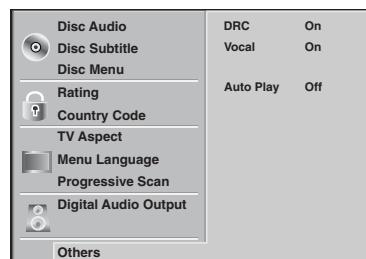 Disc Audio
Disc Subtitle
Disc Menu
Rating
Country Code
TV Aspect
Menu Language
Progressive Scan
Digital Audio Output
Others
DRC On
Vocal On
Auto Play Off